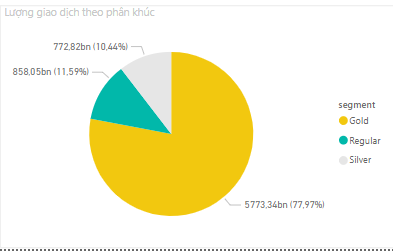 Lượng giao dịch theo phân khúc
772,82bn (10,44%)
858,05bn (11,59%)
segment
Gold
Regular
Silver
5773,34bn (77,97%)